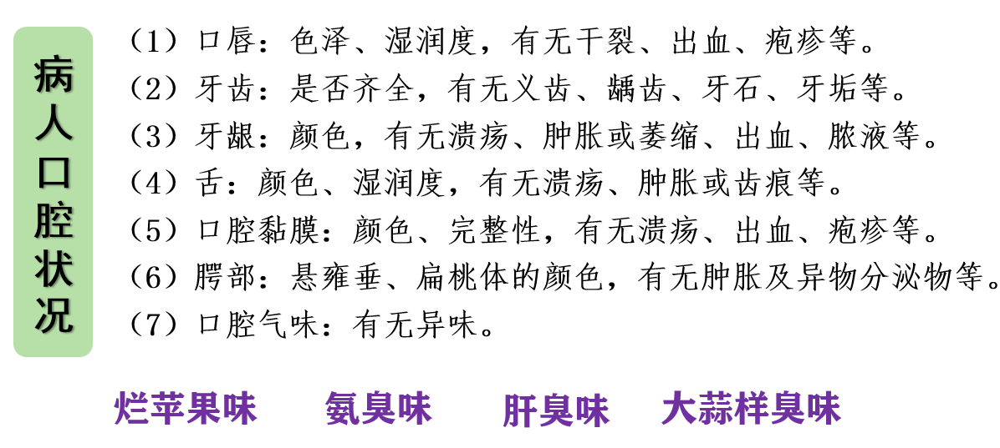 病人口腔状况
（1）口唇：色泽、湿润度，有无干裂、出血、疱疹等。
（2）牙齿：是否齐全，有无义齿、龋齿、牙石、牙垢等。
（3）牙龈：颜色，有无溃疡、肿胀或萎缩、出血、脓液等。
（4）舌：颜色、湿润度，有无溃疡、肿胀或齿痕等。
（5）口腔黏膜：颜色、完整性，有无溃疡、出血、疱疹等。
（6）腭部：悬雍垂、扁桃体的颜色，有无肿胀及异物分泌物等。
（7）口腔气味：有无异味。
烂苹果味 氨臭味 肝臭味 大蒜样臭味